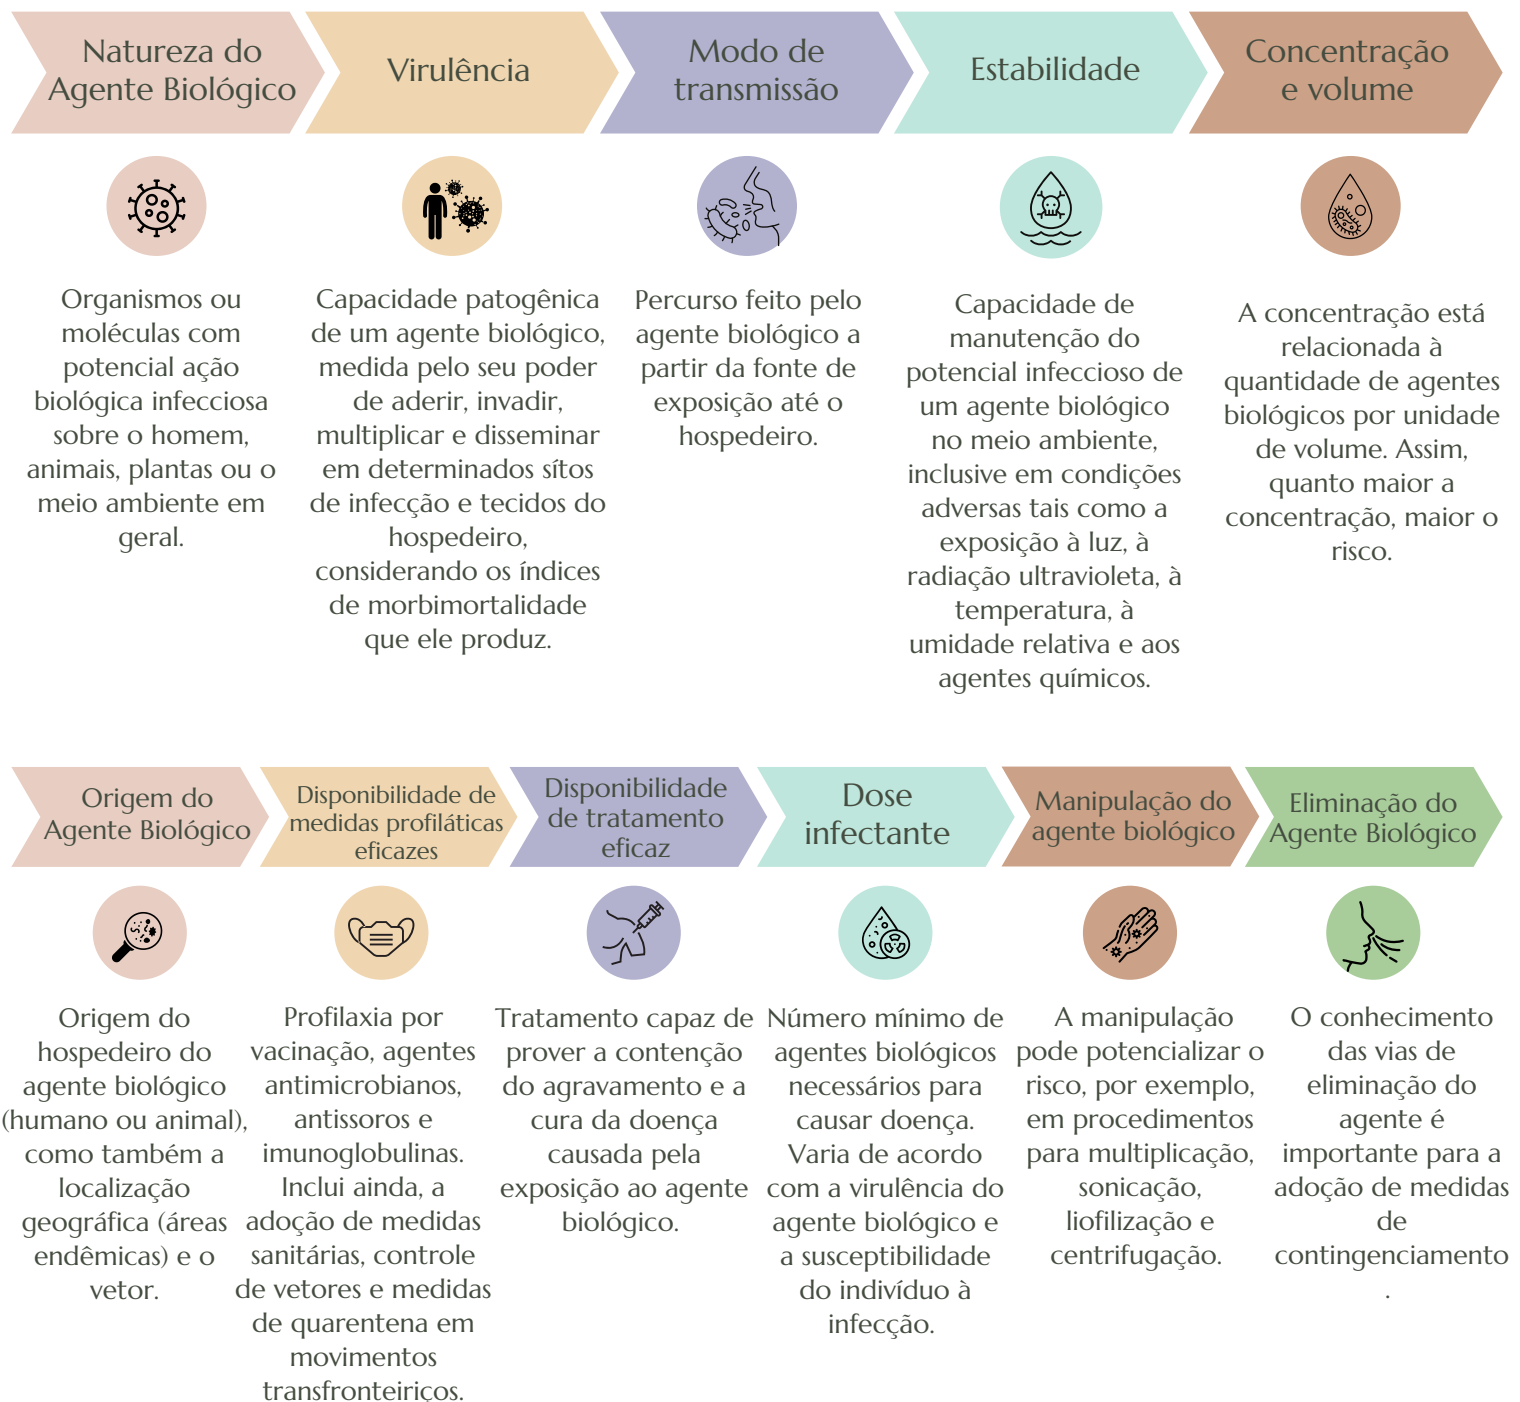 Natureza do
Agente Biológico
Virulência
Modo de
transmissão
Estabilidade
Concentração
e volume
Organismos ou
moléculas com
potencial ação
biológica infecciosa
sobre o homem,
animais, plantas ou o
meio ambiente em
geral.
Capacidade patogênica
de um agente biológico,
medida pelo seu poder
de aderir, invadir,
multiplicar e disseminar
em determinados sítos
de infecção e tecidos do
hospedeiro,
considerando os índices
de morbimortalidade
que ele produz.
Percurso feito pelo
agente biológico a
partir da fonte de
exposição até o
hospedeiro.
Capacidade de
manutenção do
potencial infeccioso de
um agente biológico
no meio ambiente,
inclusive em condições
adversas tais como a
exposição à luz, à
radiação ultravioleta, à
temperatura, à
umidade relativa e aos
agentes químicos.
A concentração está
relacionada à
quantidade de agentes
biológicos por unidade
de volume. Assim,
quanto maior a
concentração, maior o
risco.
Origem do
Agente Biológico
Disponibilidade de
medidas profiláticas
eficazes
Disponibilidade
de tratamento
eficaz
Dose
infectante
Manipulação do
agente biológico
Eliminação do
Agente Biológico
Origem do
hospedeiro do
agente biológico
(humano ou animal),
como também a
localização
geográfica (áreas
endêmicas) e o
vetor.
Profilaxia por
vacinação, agentes
antimicrobianos,
antissoros e
imunoglobulinas.
Inclui ainda, a
adoção de medidas
sanitárias, controle
de vetores e medidas
de quarentena em
movimentos
transfronteiriços.
Tratamento capaz de
prover a contenção
do agravamento e a
cura da doença
causada pela
exposição ao agente
biológico.
Número mínimo de
agentes biológicos
necessários para
causar doença.
Varia de acordo
com a virulência do
agente biológico e
a susceptibilidade
do indivíduo à
infecção.
A manipulação
pode potencializar o
risco, por exemplo,
em procedimentos
para multiplicação,
sonicação,
liofilização e
centrifugação.
O conhecimento
das vias de
eliminação do
agente é
importante para a
adoção de medidas
de
contingenciamento
.